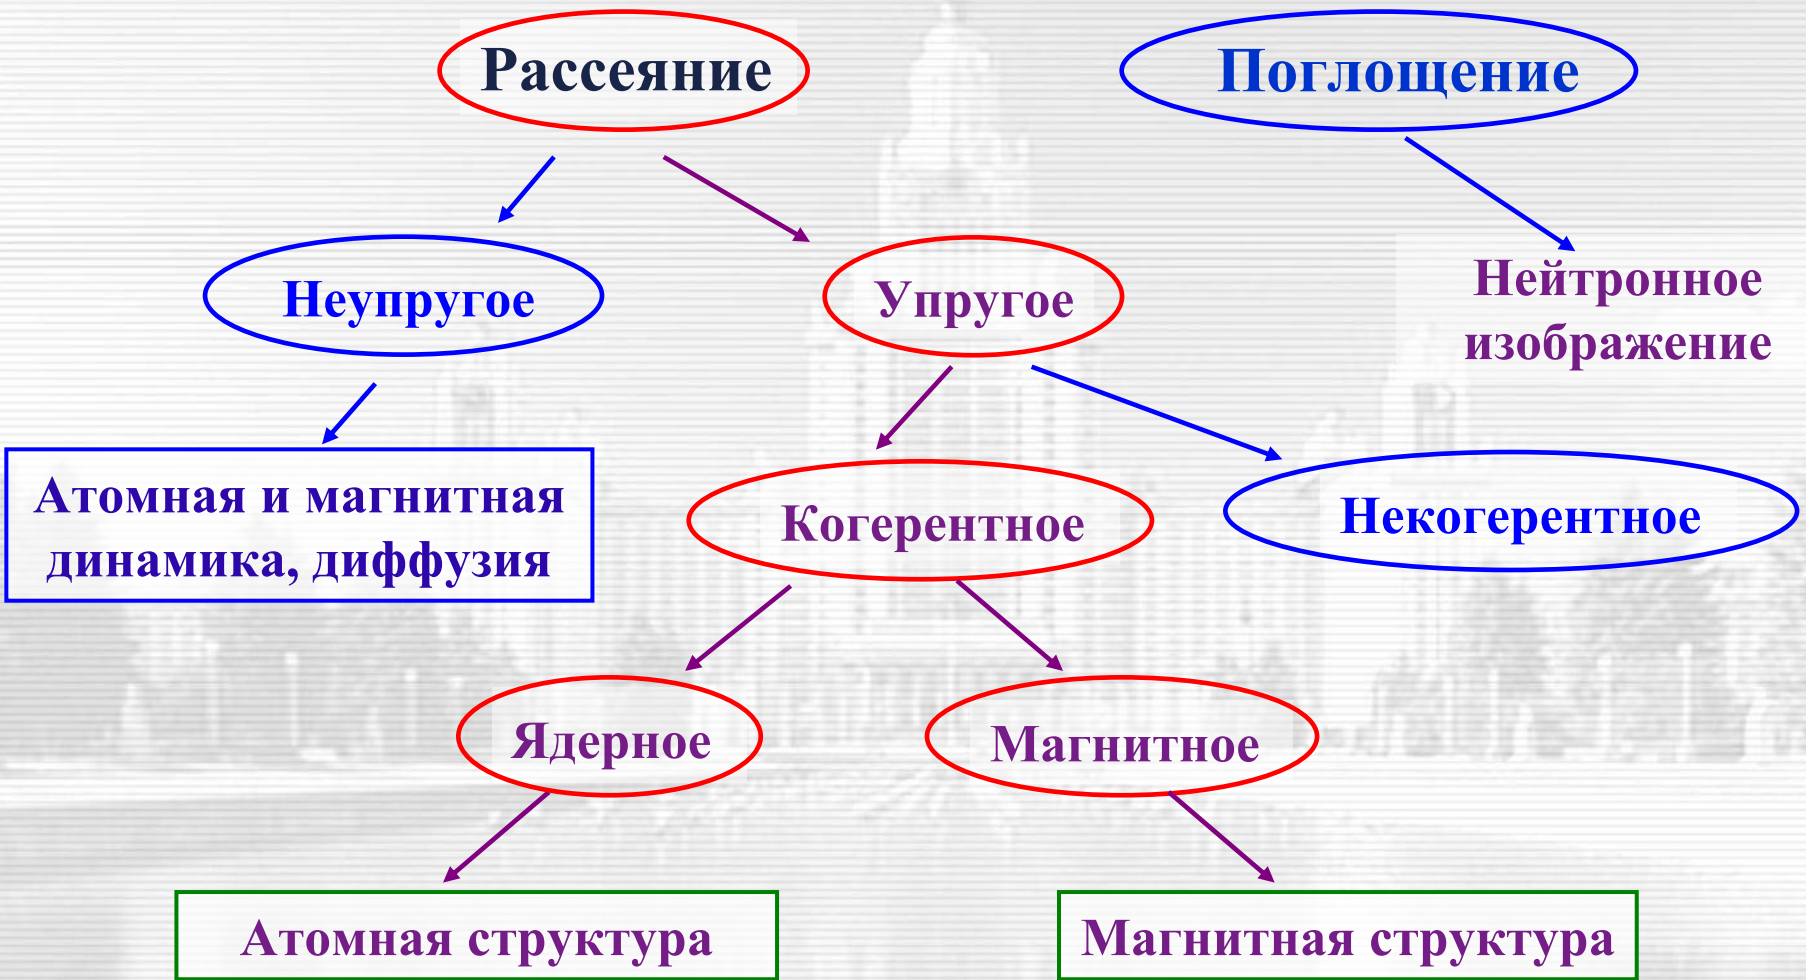 Рассеяние
Поглощение
Неупругое
Упругое
Нейтронное
изображение
Атомная и магнитная
динамика, диффузия
Когерентное
Некогерентное
Ядерное
Магнитное
Атомная структура
Магнитная структура